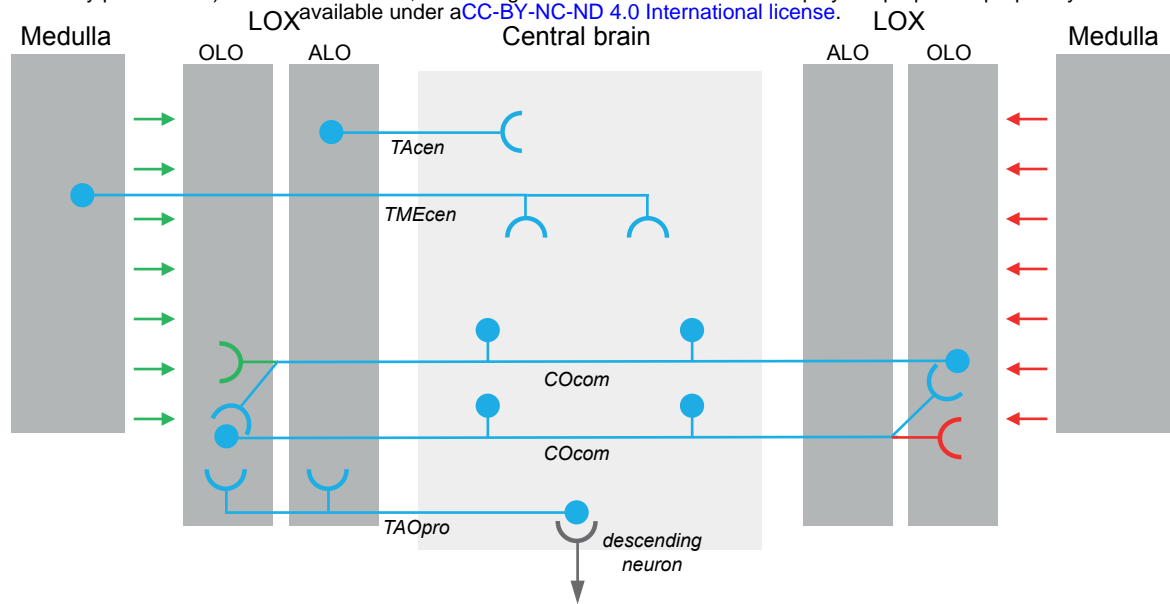 available under aCC-BY-NC-ND 4.0 International license.
LOX
LOX
Medulla
Central brain
Medulla
OLO
ALO
ALO
OLO
TAcen
TMEcen
COcom
COcom
TAOpro
descending
neuron